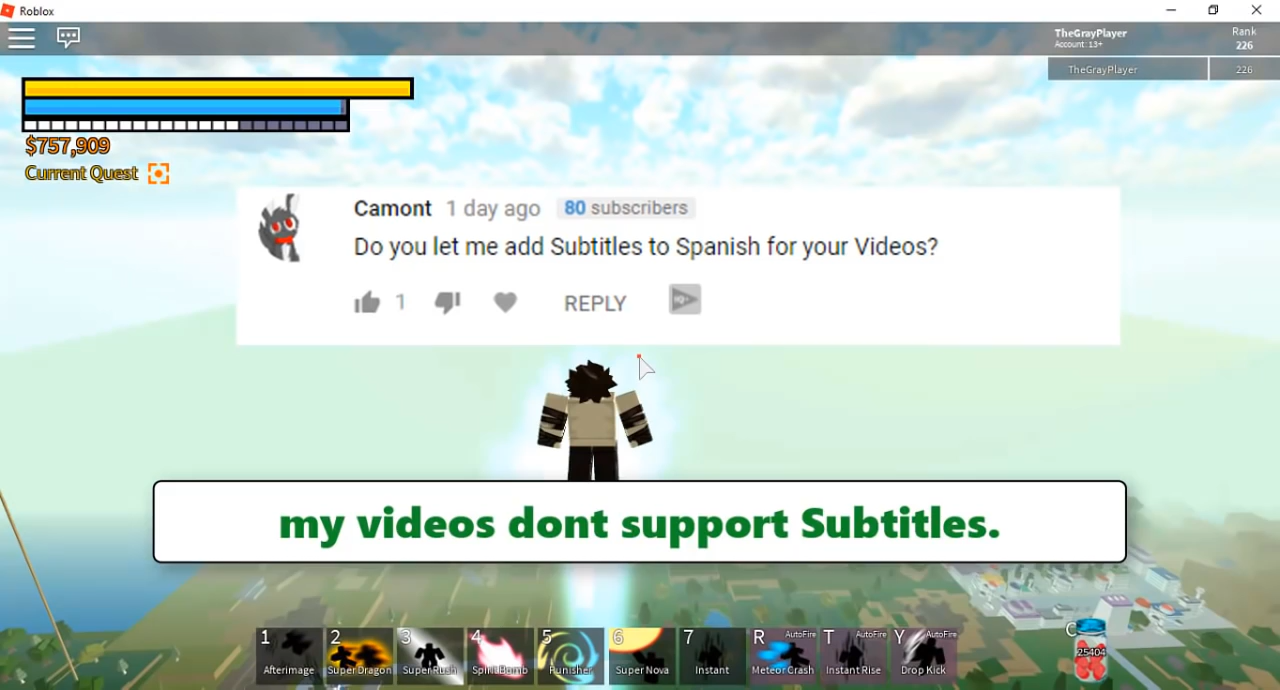 Roblox
TheGrayPlayer
Account: 13+
Rank
226
TheGrayPlayer 226
$757,909
Current Quest
Camont 1 day ago 80 subscribers
Do you let me add Subtitles to Spanish for your Videos?
1 REPLY
my videos dont support Subtitles.
1 2 3 4 5 6 7 R AutoFire T AutoFire Y AutoFire C
Afterimage Super Dragon Super Rush Spirit Bomb Punisher Super Nova Instant Meteor Crash Instant Rise Drop Kick 25404